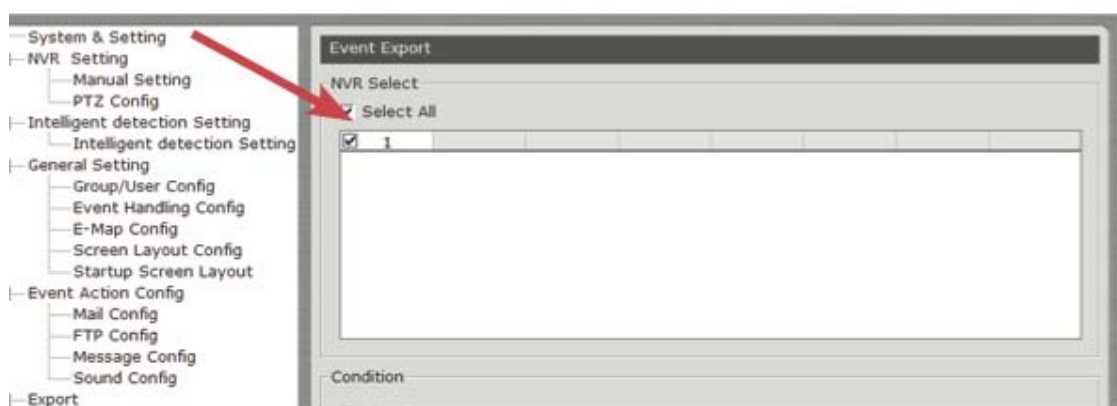 System & Setting
NVR Setting
Manual Setting
PTZ Config
Intelligent detection Setting
Intelligent detection Setting
General Setting
Group/User Config
Event Handling Config
E-Map Config
Screen Layout Config
Startup Screen Layout
Event Action Config
Mail Config
FTP Config
Message Config
Sound Config
Export
Event Export
NVR Select
Select All
1
Condition